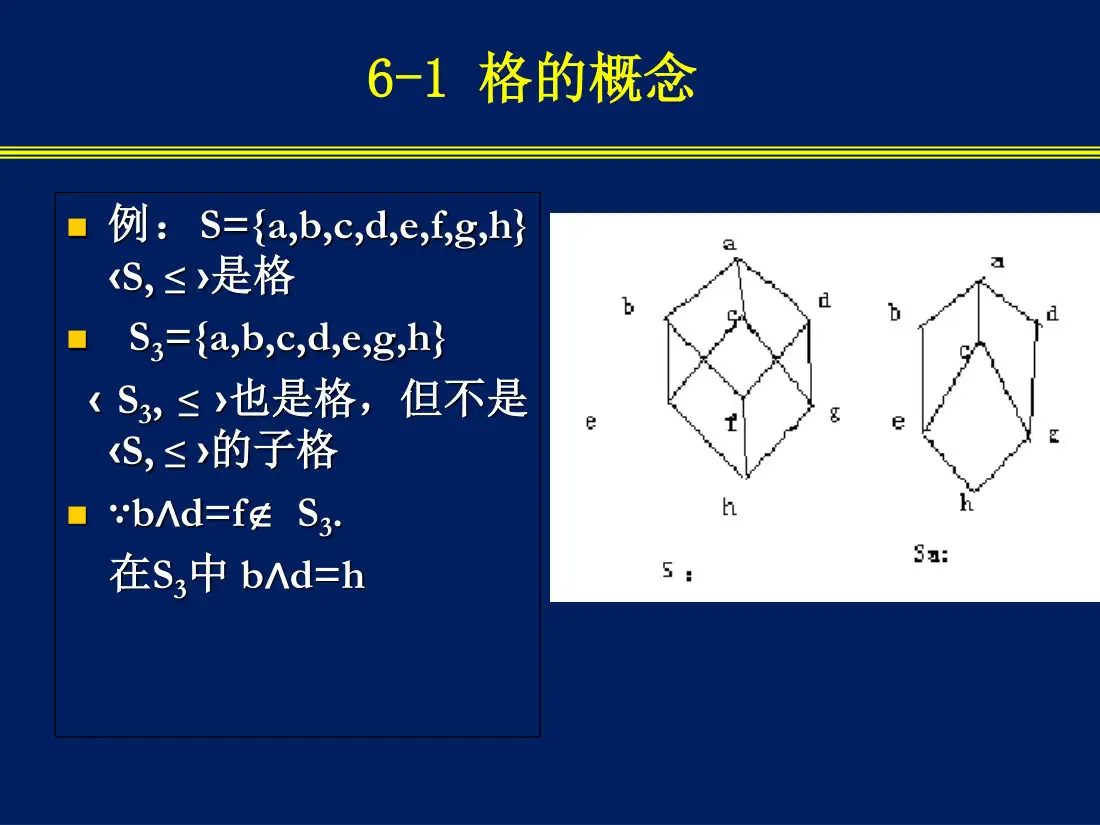 6-1 格的概念
例： S={a,b,c,d,e,f,g,h}
‹S, ≤ ›是格
S₃={a,b,c,d,e,g,h}
‹ S₃, ≤ ›也是格，但不是
‹S, ≤ ›的子格
∵b∧d=f∉ S₃.
在S₃中 b∧d=h
a
b
d
c
e
f
g
h
S :
a
b
d
c
e
g
h